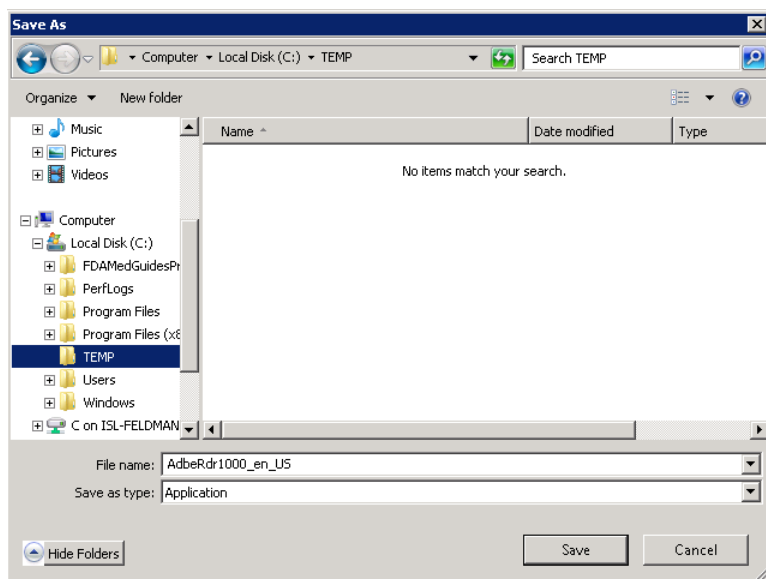 Save As
Computer Local Disk (C:) TEMP Search TEMP
Organize New folder
Music
Pictures
Videos
Computer
Local Disk (C:)
FDAMedGuidesPr
PerfLogs
Program Files
Program Files (x8
TEMP
Users
Windows
C on ISL-FELDMAN
Name Date modified Type
No items match your search.
File name: AdbeRdr1000_en_US
Save as type: Application
Hide Folders Save Cancel